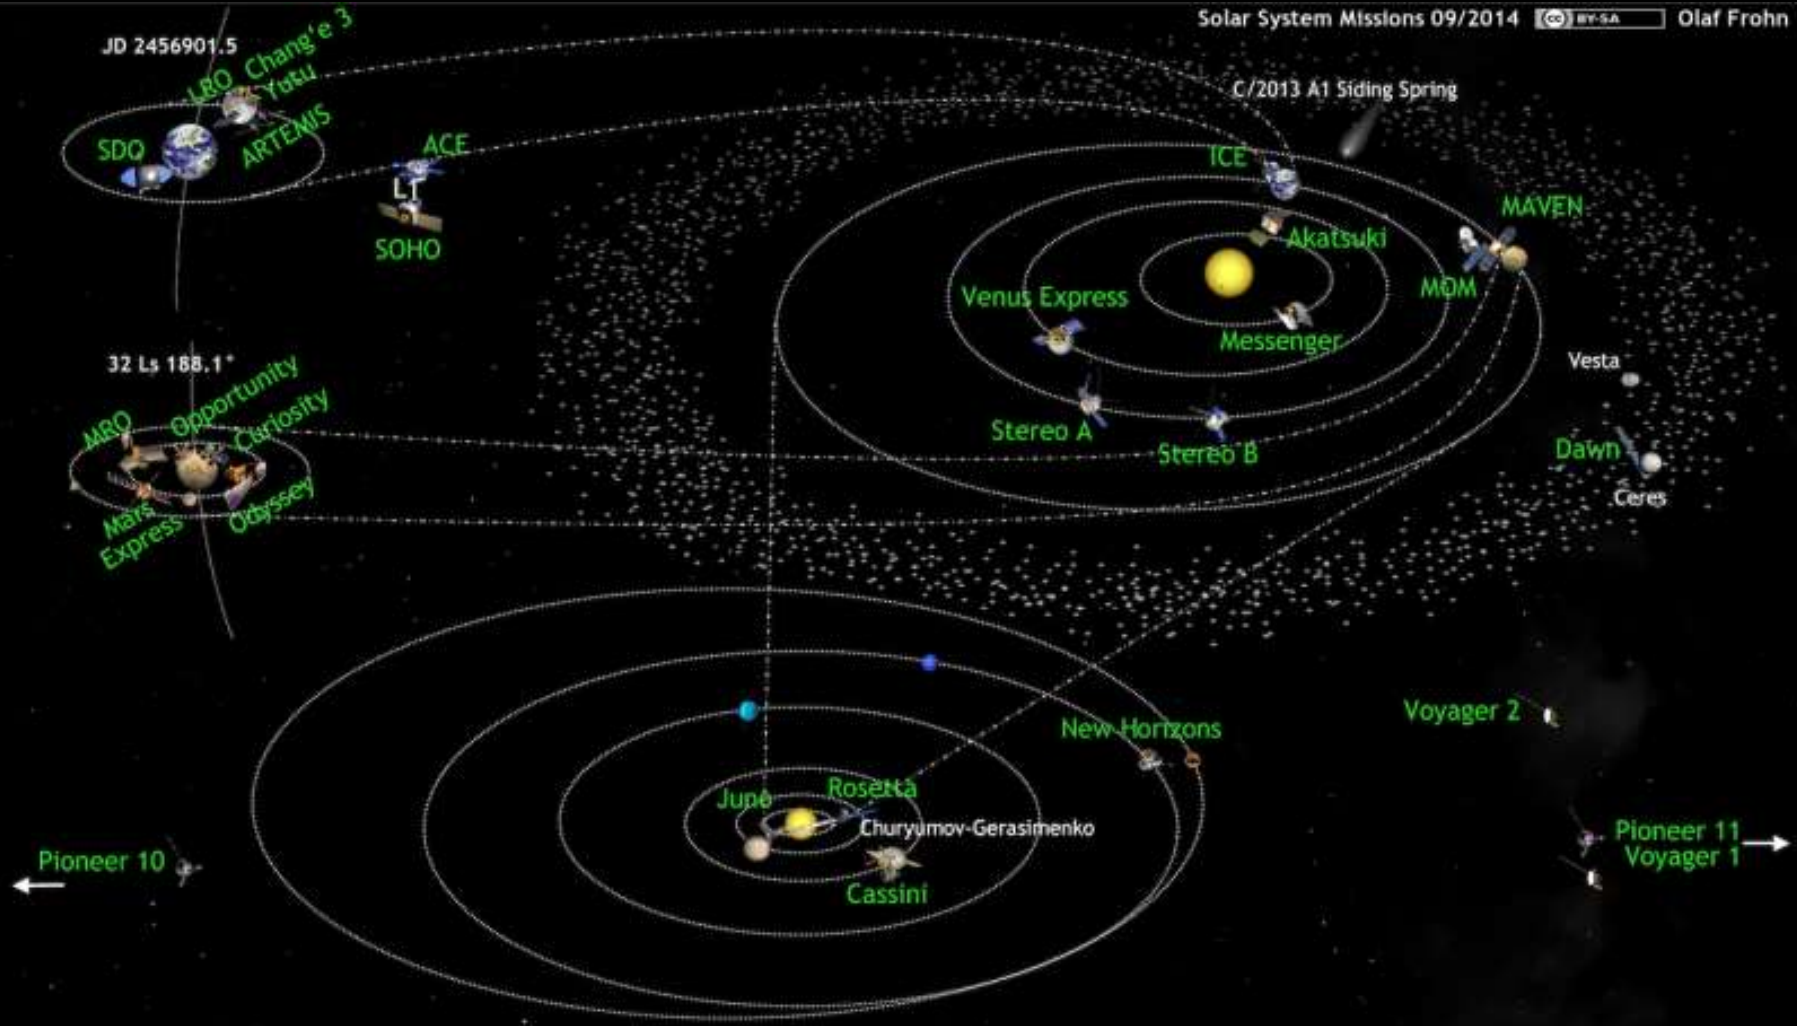 Solar System Missions 09/2014 (cc) BY-SA Olaf Frohn
JD 2456901.5
LRO
Chang'e 3
Yutu
ARTEMIS
SDO
ACE
L1
SOHO
C/2013 A1 Siding Spring
ICE
MAVEN
Akatsuki
MOM
Venus Express
Messenger
Stereo A
Stereo B
Vesta
Dawn
Ceres
32 Ls 188.1°
MRO
Opportunity
Curiosity
Mars
Express
Odyssey
New Horizons
Voyager 2
Juno
Rosetta
Churyumov-Gerasimenko
Cassini
Pioneer 10
Pioneer 11
Voyager 1